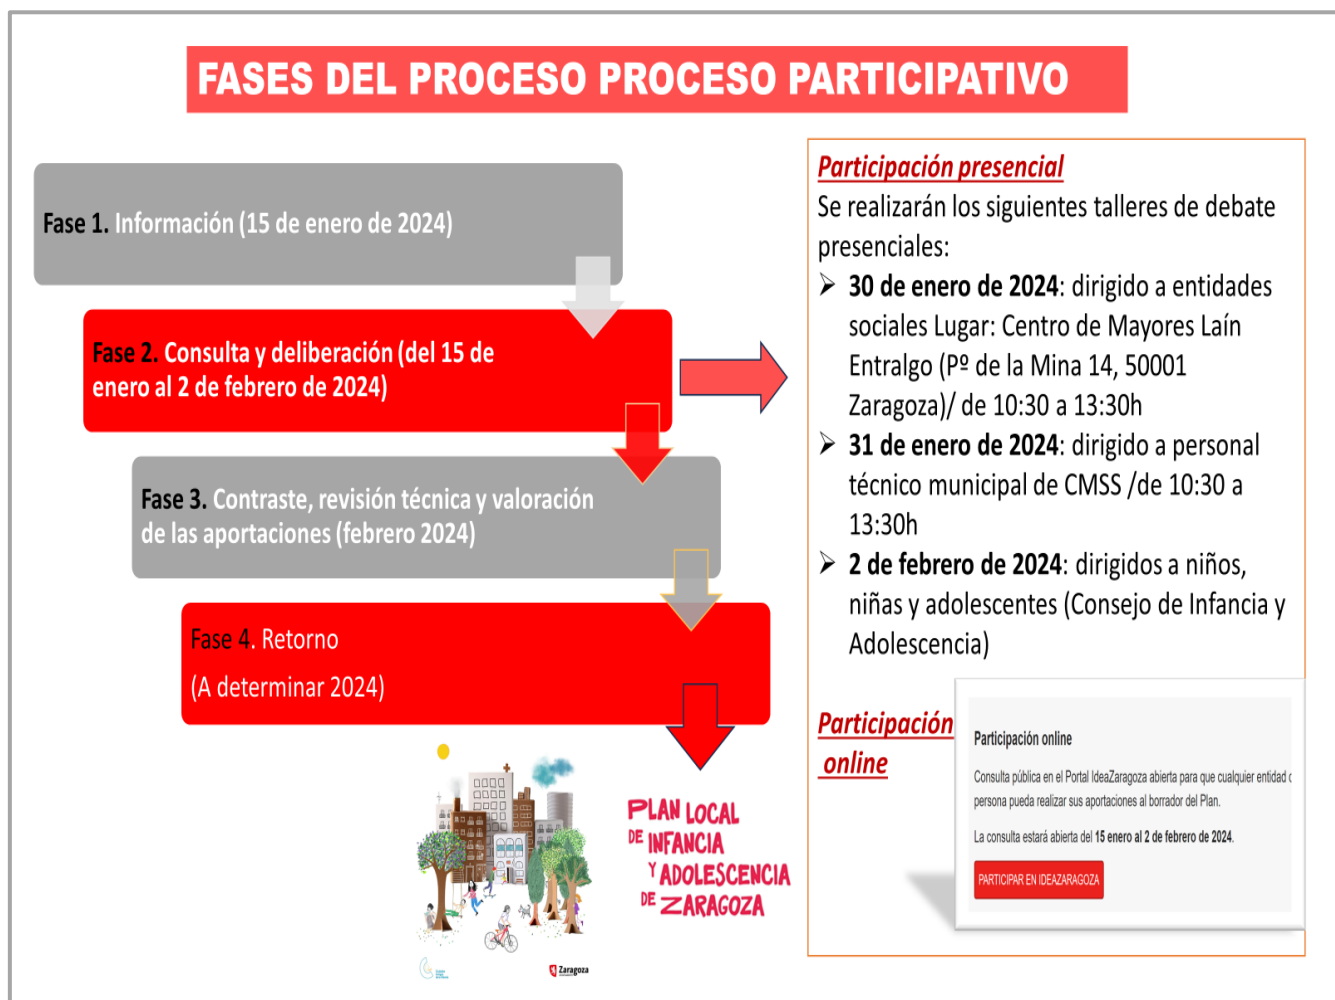 FASES DEL PROCESO PROCESO PARTICIPATIVO
Fase 1. Información (15 de enero de 2024)
Fase 2. Consulta y deliberación (del 15 de
enero al 2 de febrero de 2024)
Fase 3. Contraste, revisión técnica y valoración
de las aportaciones (febrero 2024)
Fase 4. Retorno
(A determinar 2024)
PLAN LOCAL
DE INFANCIA
Y ADOLESCENCIA
DE ZARAGOZA
Zaragoza
Participación presencial
Se realizarán los siguientes talleres de debate
presenciales:
➢ 30 de enero de 2024: dirigido a entidades
sociales Lugar: Centro de Mayores Laín
Entralgo (Pº de la Mina 14, 50001
Zaragoza)/ de 10:30 a 13:30h
➢ 31 de enero de 2024: dirigido a personal
técnico municipal de CMSS /de 10:30 a
13:30h
➢ 2 de febrero de 2024: dirigidos a niños,
niñas y adolescentes (Consejo de Infancia y
Adolescencia)
Participación
online
Participación online
Consulta pública en el Portal IdeaZaragoza abierta para que cualquier entidad
persona pueda realizar sus aportaciones al borrador del Plan.
La consulta estará abierta del 15 enero al 2 de febrero de 2024.
PARTICIPAR EN IDEAZARAGOZA